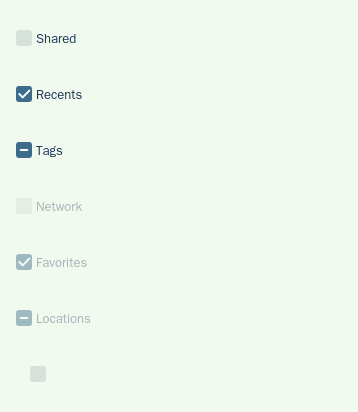 Shared
Recents
Tags
Network
Favorites
Locations